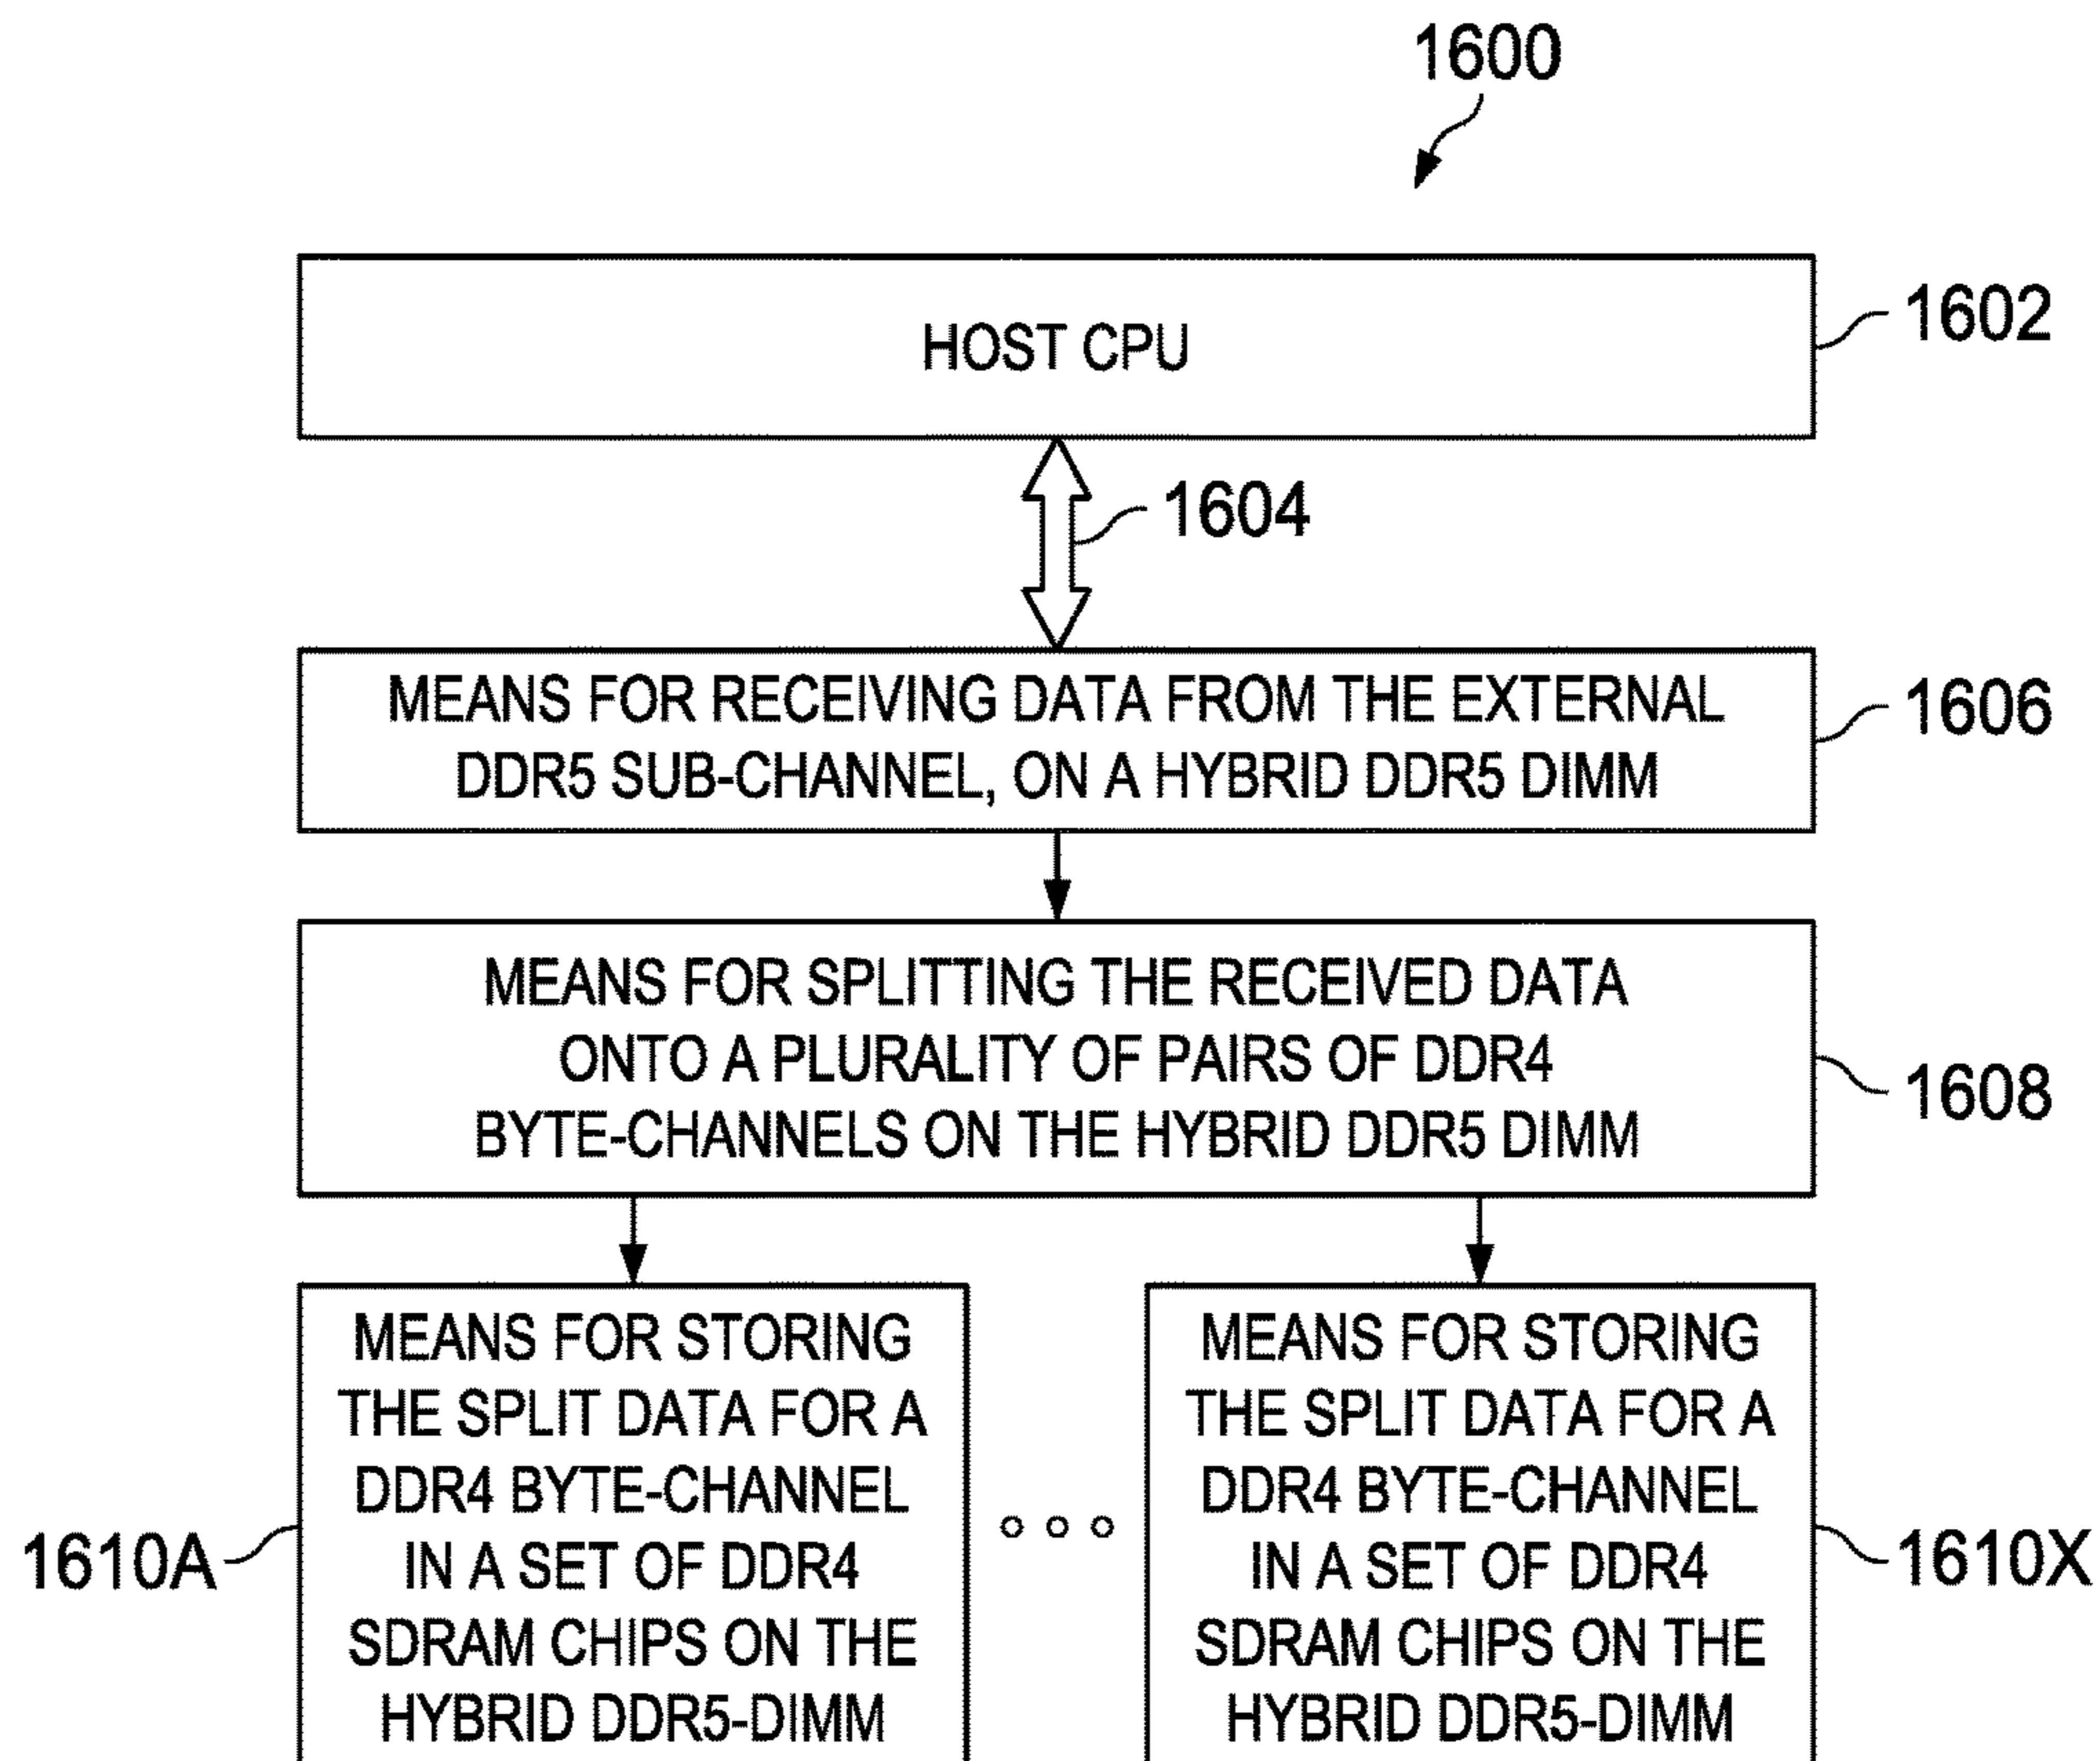 1600
HOST CPU
1602
1604
MEANS FOR RECEIVING DATA FROM THE EXTERNAL
DDR5 SUB-CHANNEL, ON A HYBRID DDR5 DIMM
1606
MEANS FOR SPLITTING THE RECEIVED DATA
ONTO A PLURALITY OF PAIRS OF DDR4
BYTE-CHANNELS ON THE HYBRID DDR5 DIMM
1608
MEANS FOR STORING
THE SPLIT DATA FOR A
DDR4 BYTE-CHANNEL
IN A SET OF DDR4
SDRAM CHIPS ON THE
HYBRID DDR5-DIMM
1610A
MEANS FOR STORING
THE SPLIT DATA FOR A
DDR4 BYTE-CHANNEL
IN A SET OF DDR4
SDRAM CHIPS ON THE
HYBRID DDR5-DIMM
1610X